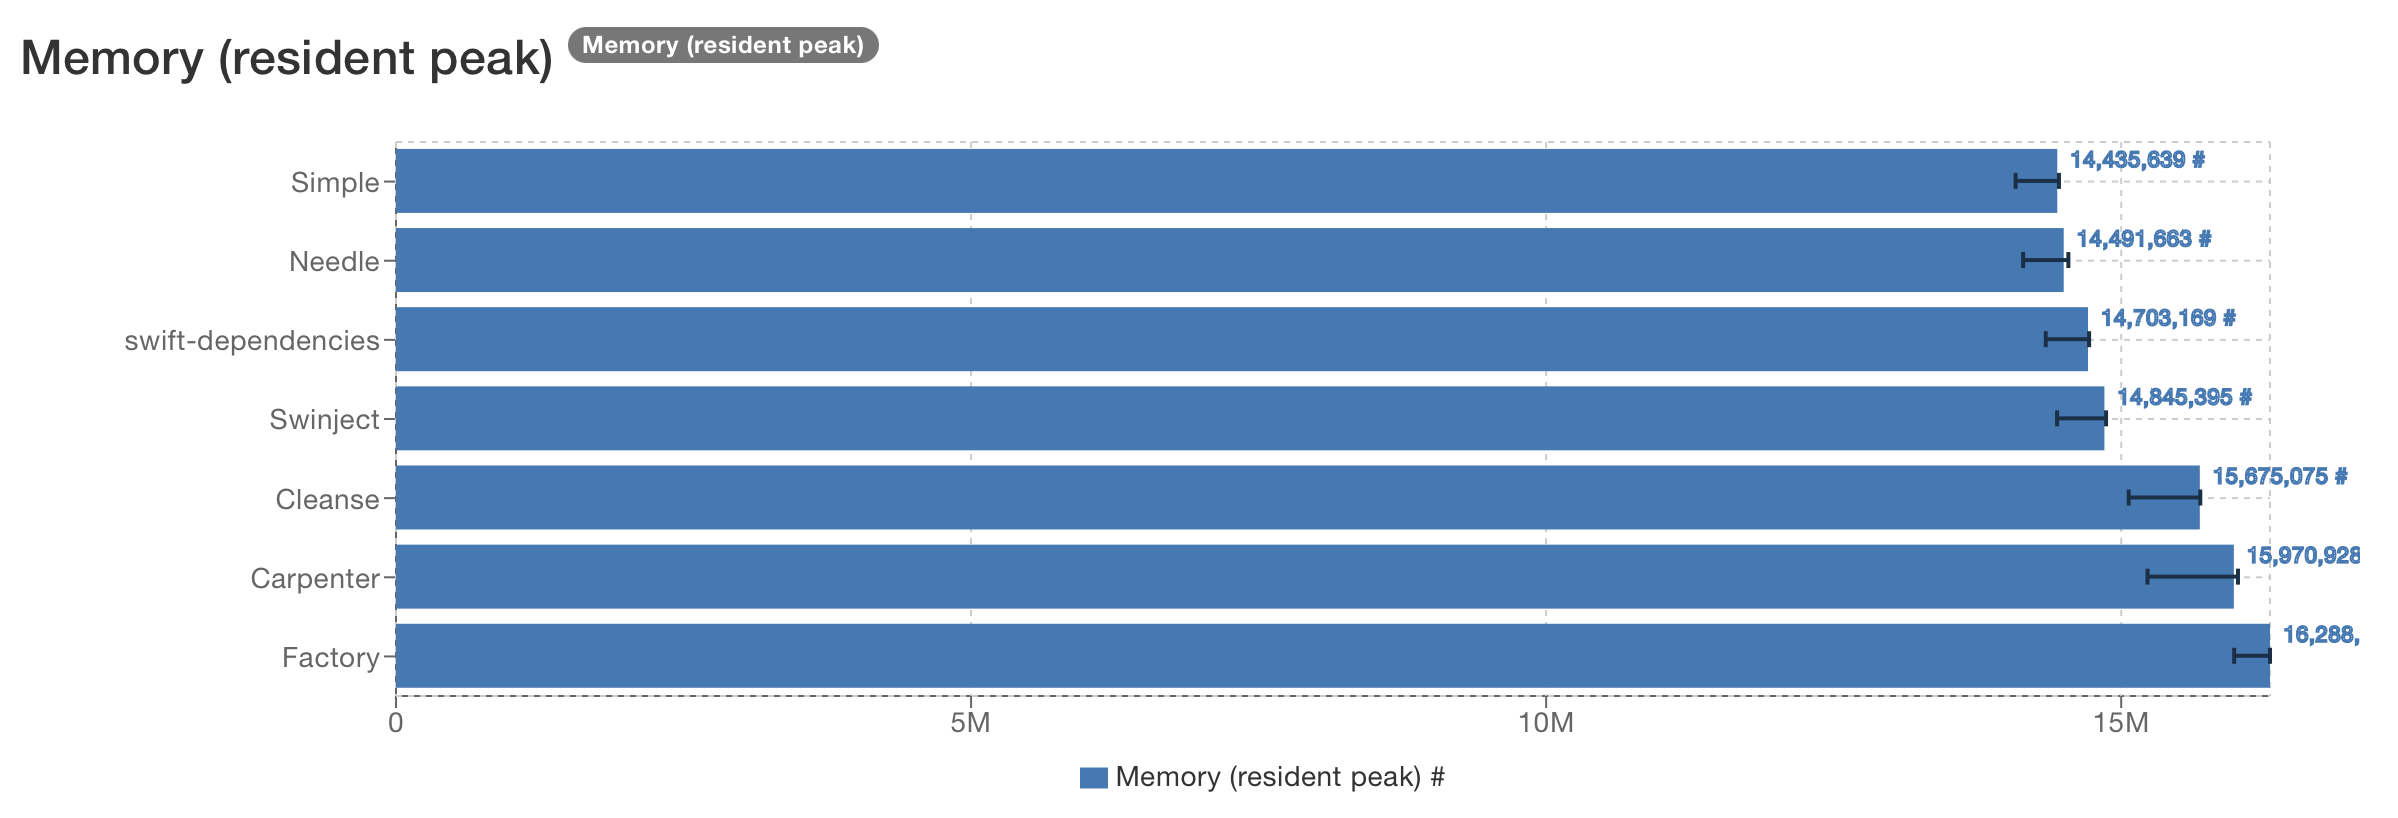 Memory (resident peak) Memory (resident peak)
Simple 14,435,639 #
Needle 14,491,663 #
swift-dependencies 14,703,169 #
Swinject 14,845,395 #
Cleanse 15,675,075 #
Carpenter 15,970,928
Factory 16,288,
0 5M 10M 15M
Memory (resident peak) #